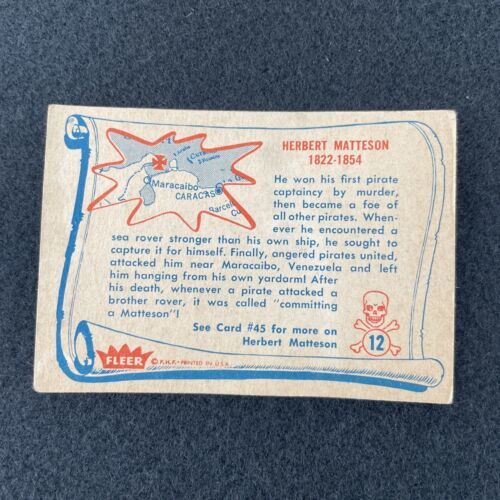 HERBERT MATTESON
1822-1854
Maracaibo
CARACAS
Barcel
Cu
He won his first pirate
captaincy by murder,
then became a foe of
all other pirates. When-
ever he encountered a
sea rover stronger than his own ship, he sought to
capture it for himself. Finally, angered pirates united,
attacked him near Maracaibo, Venezuela and left
him hanging from his own yardarm! After
his death, whenever a pirate attacked a
brother rover, it was called "committing
a Matteson"!
See Card #45 for more on
Herbert Matteson
12
FLEER
© F.H.F. • PRINTED IN U.S.A.